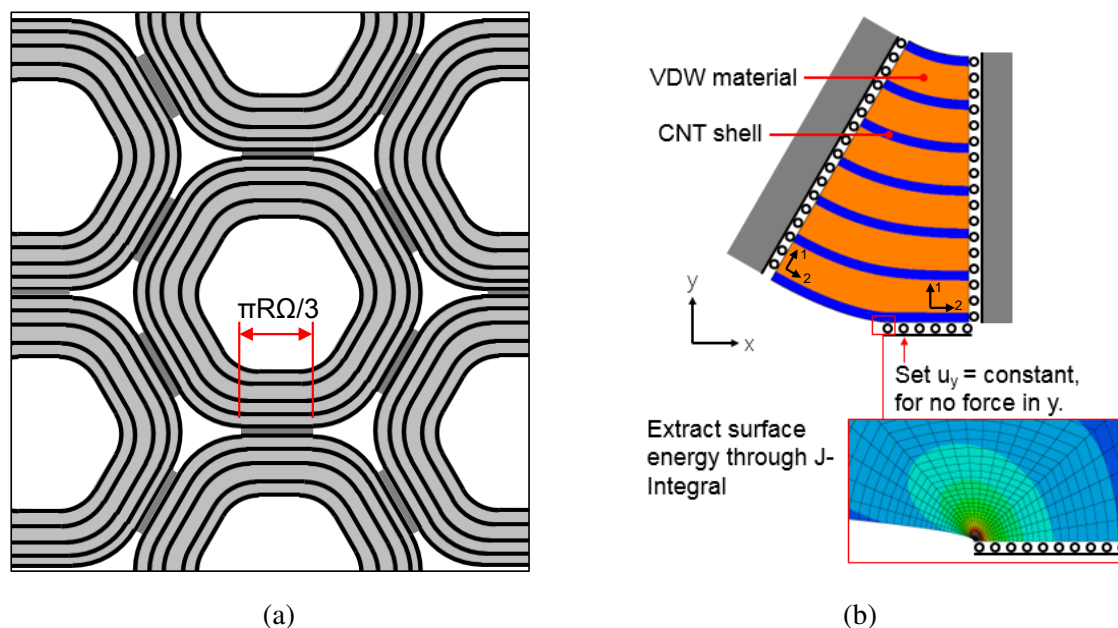 πRΩ/3
VDW material
CNT shell
1
2
1
2
y
x
Set uy = constant,
for no force in y.
Extract surface
energy through J-
Integral
(a)
(b)